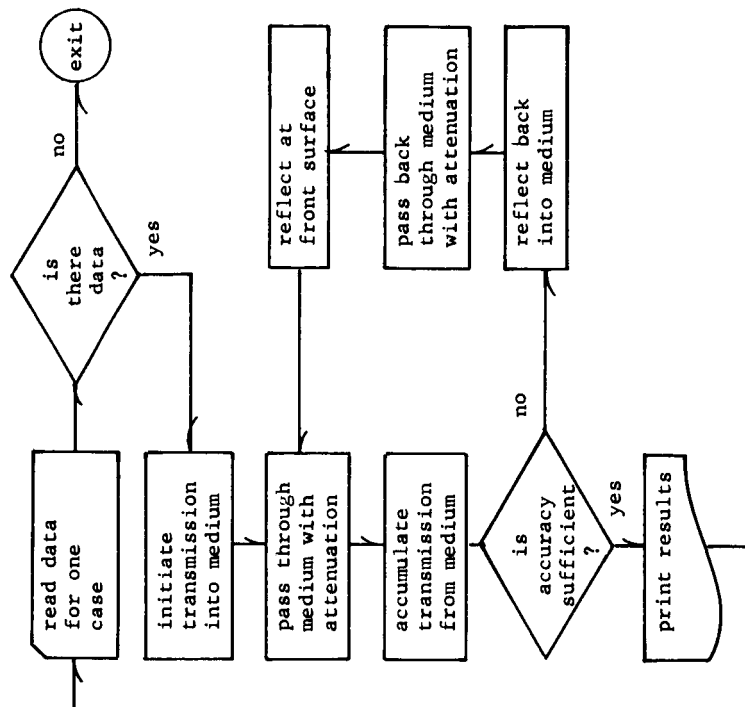 read data
for one
case
is
there
data
?
no
exit
yes
initiate
transmission
into medium
pass through
medium with
attenuation
accumulate
transmission
from medium
is
accuracy
sufficient
?
no
reflect back
into medium
pass back
through medium
with attenuation
reflect at
front surface
yes
print results